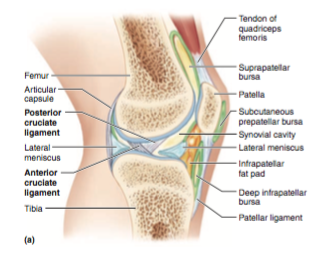 Tendon of
quadriceps
femoris
Suprapatellar
bursa
Patella
Subcutaneous
prepatellar bursa
Synovial cavity
Lateral meniscus
Infrapatellar
fat pad
Deep infrapatellar
bursa
Patellar ligament
Femur
Articular
capsule
Posterior
cruciate
ligament
Lateral
meniscus
Anterior
cruciate
ligament
Tibia
(a)